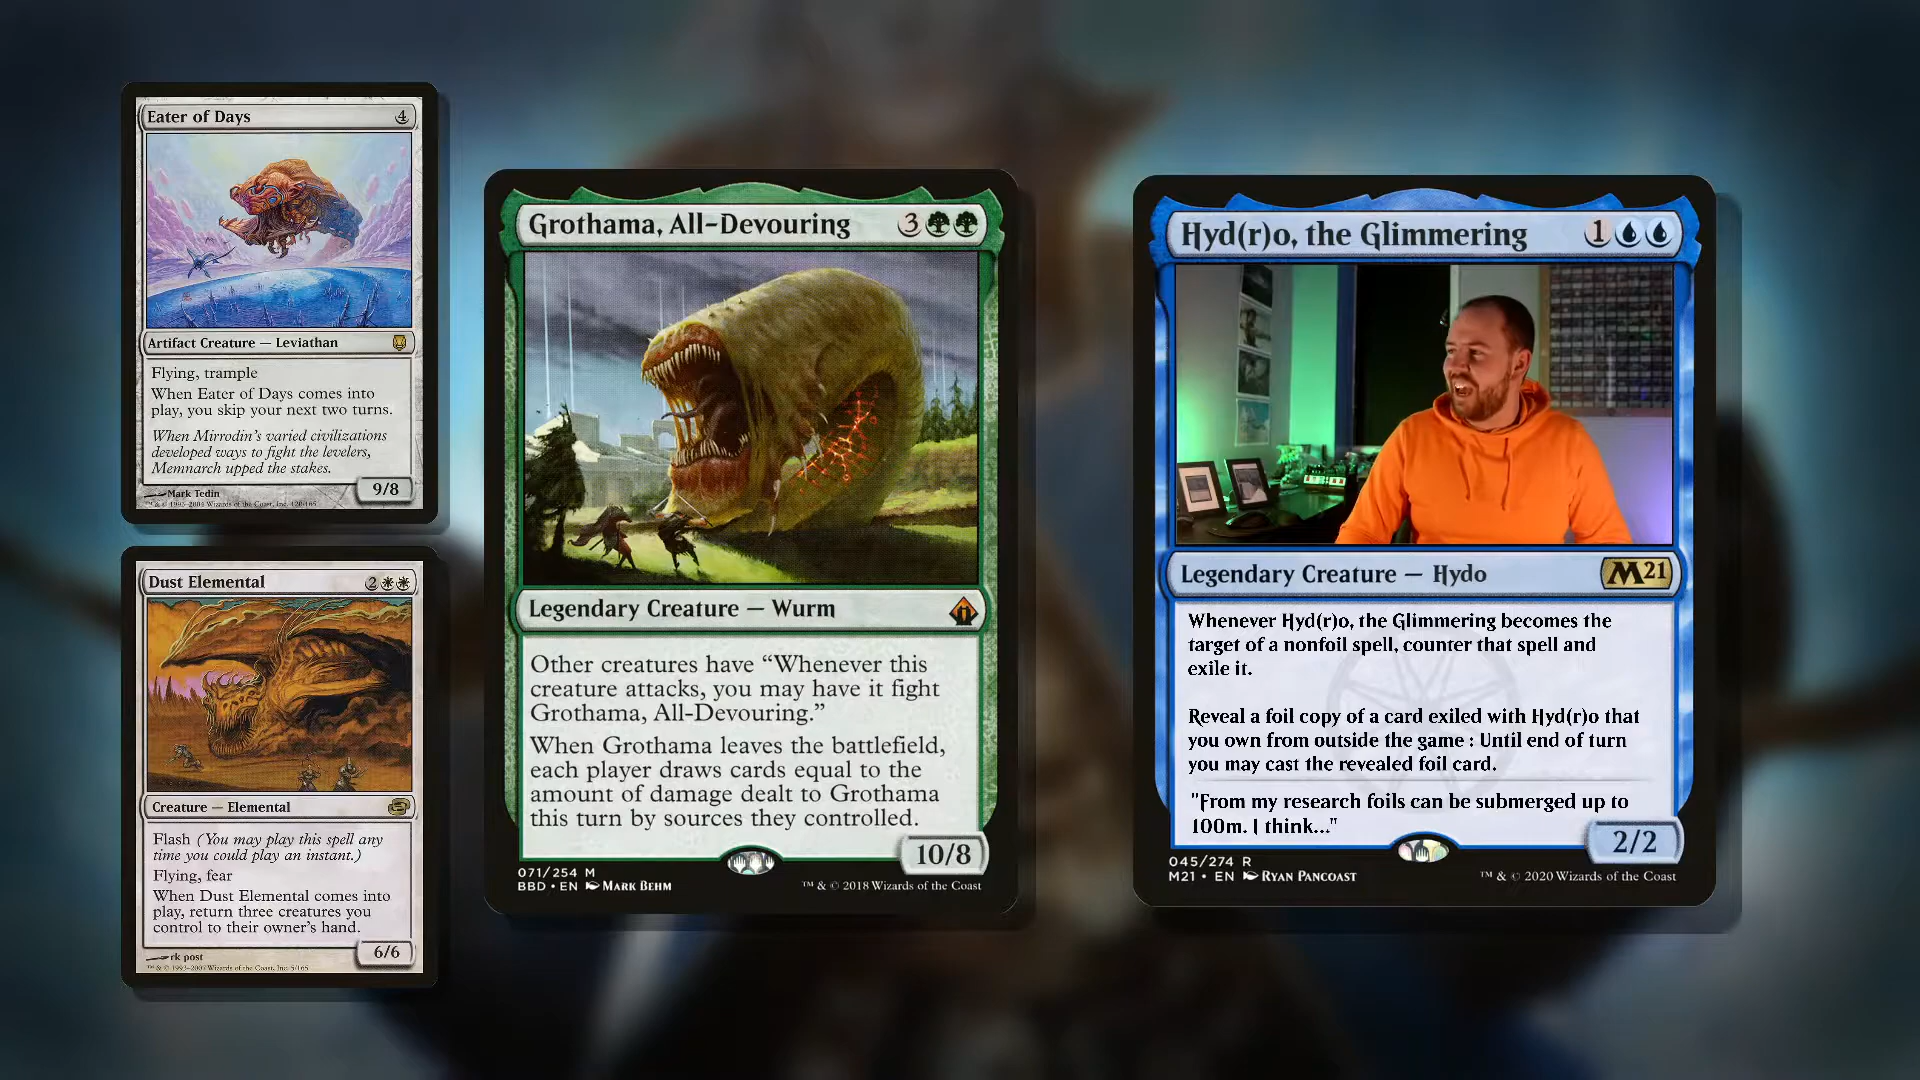 Eater of Days 4
Artifact Creature — Leviathan
Flying, trample
When Eater of Days comes into
play, you skip your next two turns.
When Mirrodin's varied civilizations
developed ways to fight the levelers,
Memnarch upped the stakes.
9/8
Mark Tedin
Dust Elemental 2
Creature — Elemental
Flash (You may play this spell any
time you could play an instant.)
Flying, fear
When Dust Elemental comes into
play, return three creatures you
control to their owner's hand.
6/6
rk post
Grothama, All-Devouring 3
Legendary Creature — Wurm
Other creatures have “Whenever this
creature attacks, you may have it fight
Grothama, All-Devouring.”
When Grothama leaves the battlefield,
each player draws cards equal to the
amount of damage dealt to Grothama
this turn by sources they controlled.
10/8
071/254 M
BBD • EN Mark Behm
™ & © 2018 Wizards of the Coast
Hyd(r)o, the Glimmering 1
Legendary Creature — Hydo
M21
Whenever Hyd(r)o, the Glimmering becomes the
target of a nonfoil spell, counter that spell and
exile it.
Reveal a foil copy of a card exiled with Hyd(r)o that
you own from outside the game : Until end of turn
you may cast the revealed foil card.
"From my research foils can be submerged up to
100m. I think..."
2/2
045/274 R
M21 • EN Ryan Pancoast
™ & © 2020 Wizards of the Coast